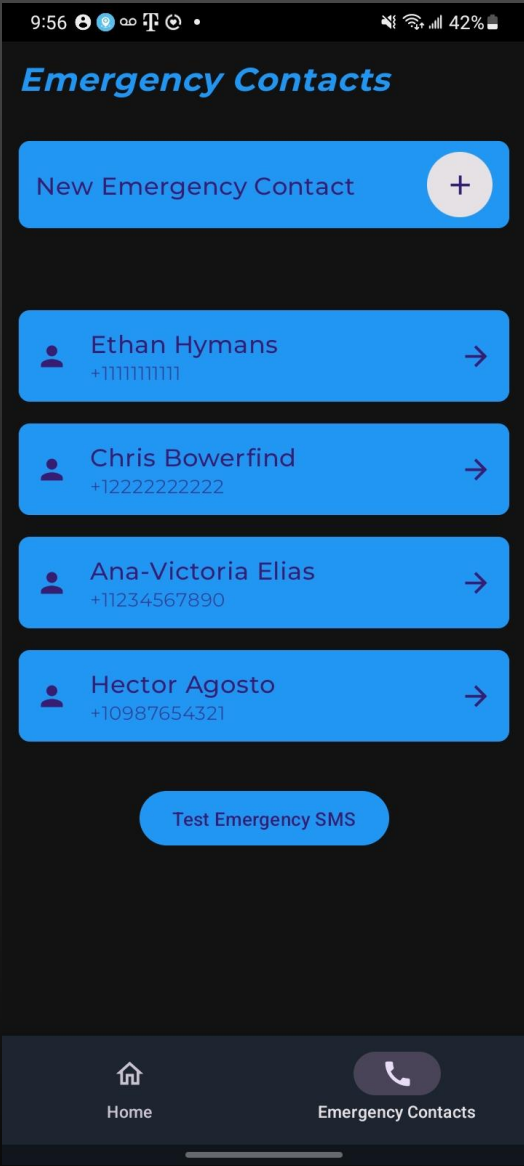 9:56
42%
Emergency Contacts
New Emergency Contact
Ethan Hymans
+11111111111
Chris Bowerfind
+12222222222
Ana-Victoria Elias
+11234567890
Hector Agosto
+10987654321
Test Emergency SMS
Home
Emergency Contacts